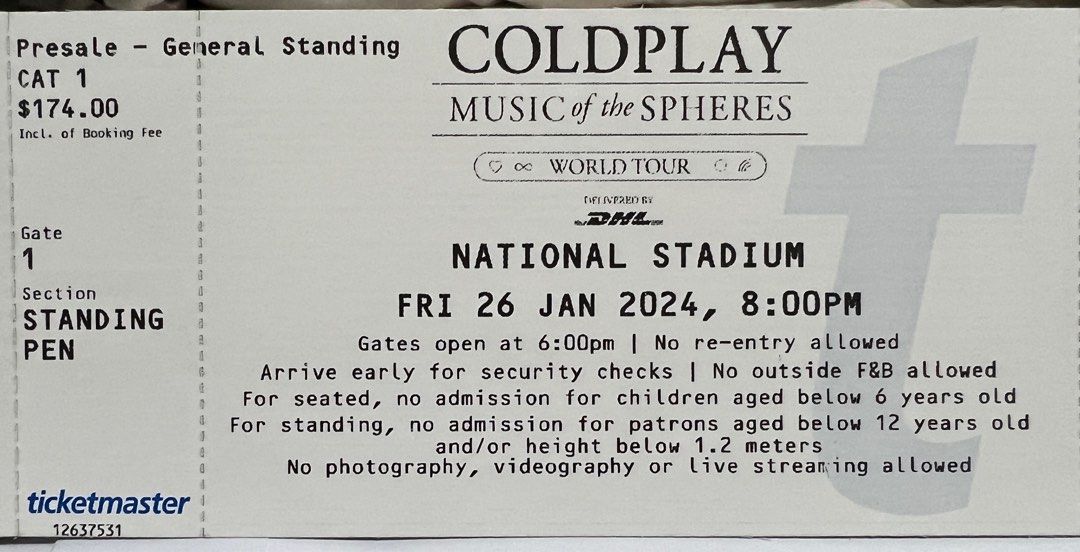 Presale - General Standing
CAT 1
$174.00
Incl. of Booking Fee
Gate
1
Section
STANDING
PEN
ticketmaster
12637531
COLDPLAY
MUSIC of the SPHERES
WORLD TOUR
DELIVERED BY
DHL
NATIONAL STADIUM
FRI 26 JAN 2024, 8:00PM
Gates open at 6:00pm | No re-entry allowed
Arrive early for security checks | No outside F&B allowed
For seated, no admission for children aged below 6 years old
For standing, no admission for patrons aged below 12 years old
and/or height below 1.2 meters
No photography, videography or live streaming allowed
t